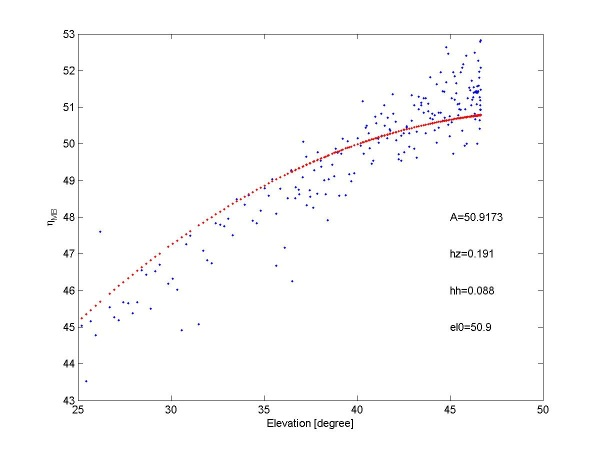 53
52
51
50
49
48
47
46
45
44
43
η_MB
A=50.9173
hz=0.191
hh=0.088
el0=50.9
25 30 35 40 45 50
Elevation [degree]